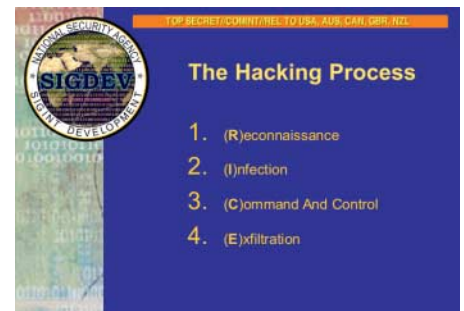 TOP SECRET//COMINT//REL TO USA, AUS, CAN, GBR, NZL
NATIONAL SECURITY AGENCY
SIGDEV
SIGINT DEVELOPMENT
The Hacking Process
1. (R)econnaissance
2. (I)nfection
3. (C)ommand And Control
4. (E)xfiltration